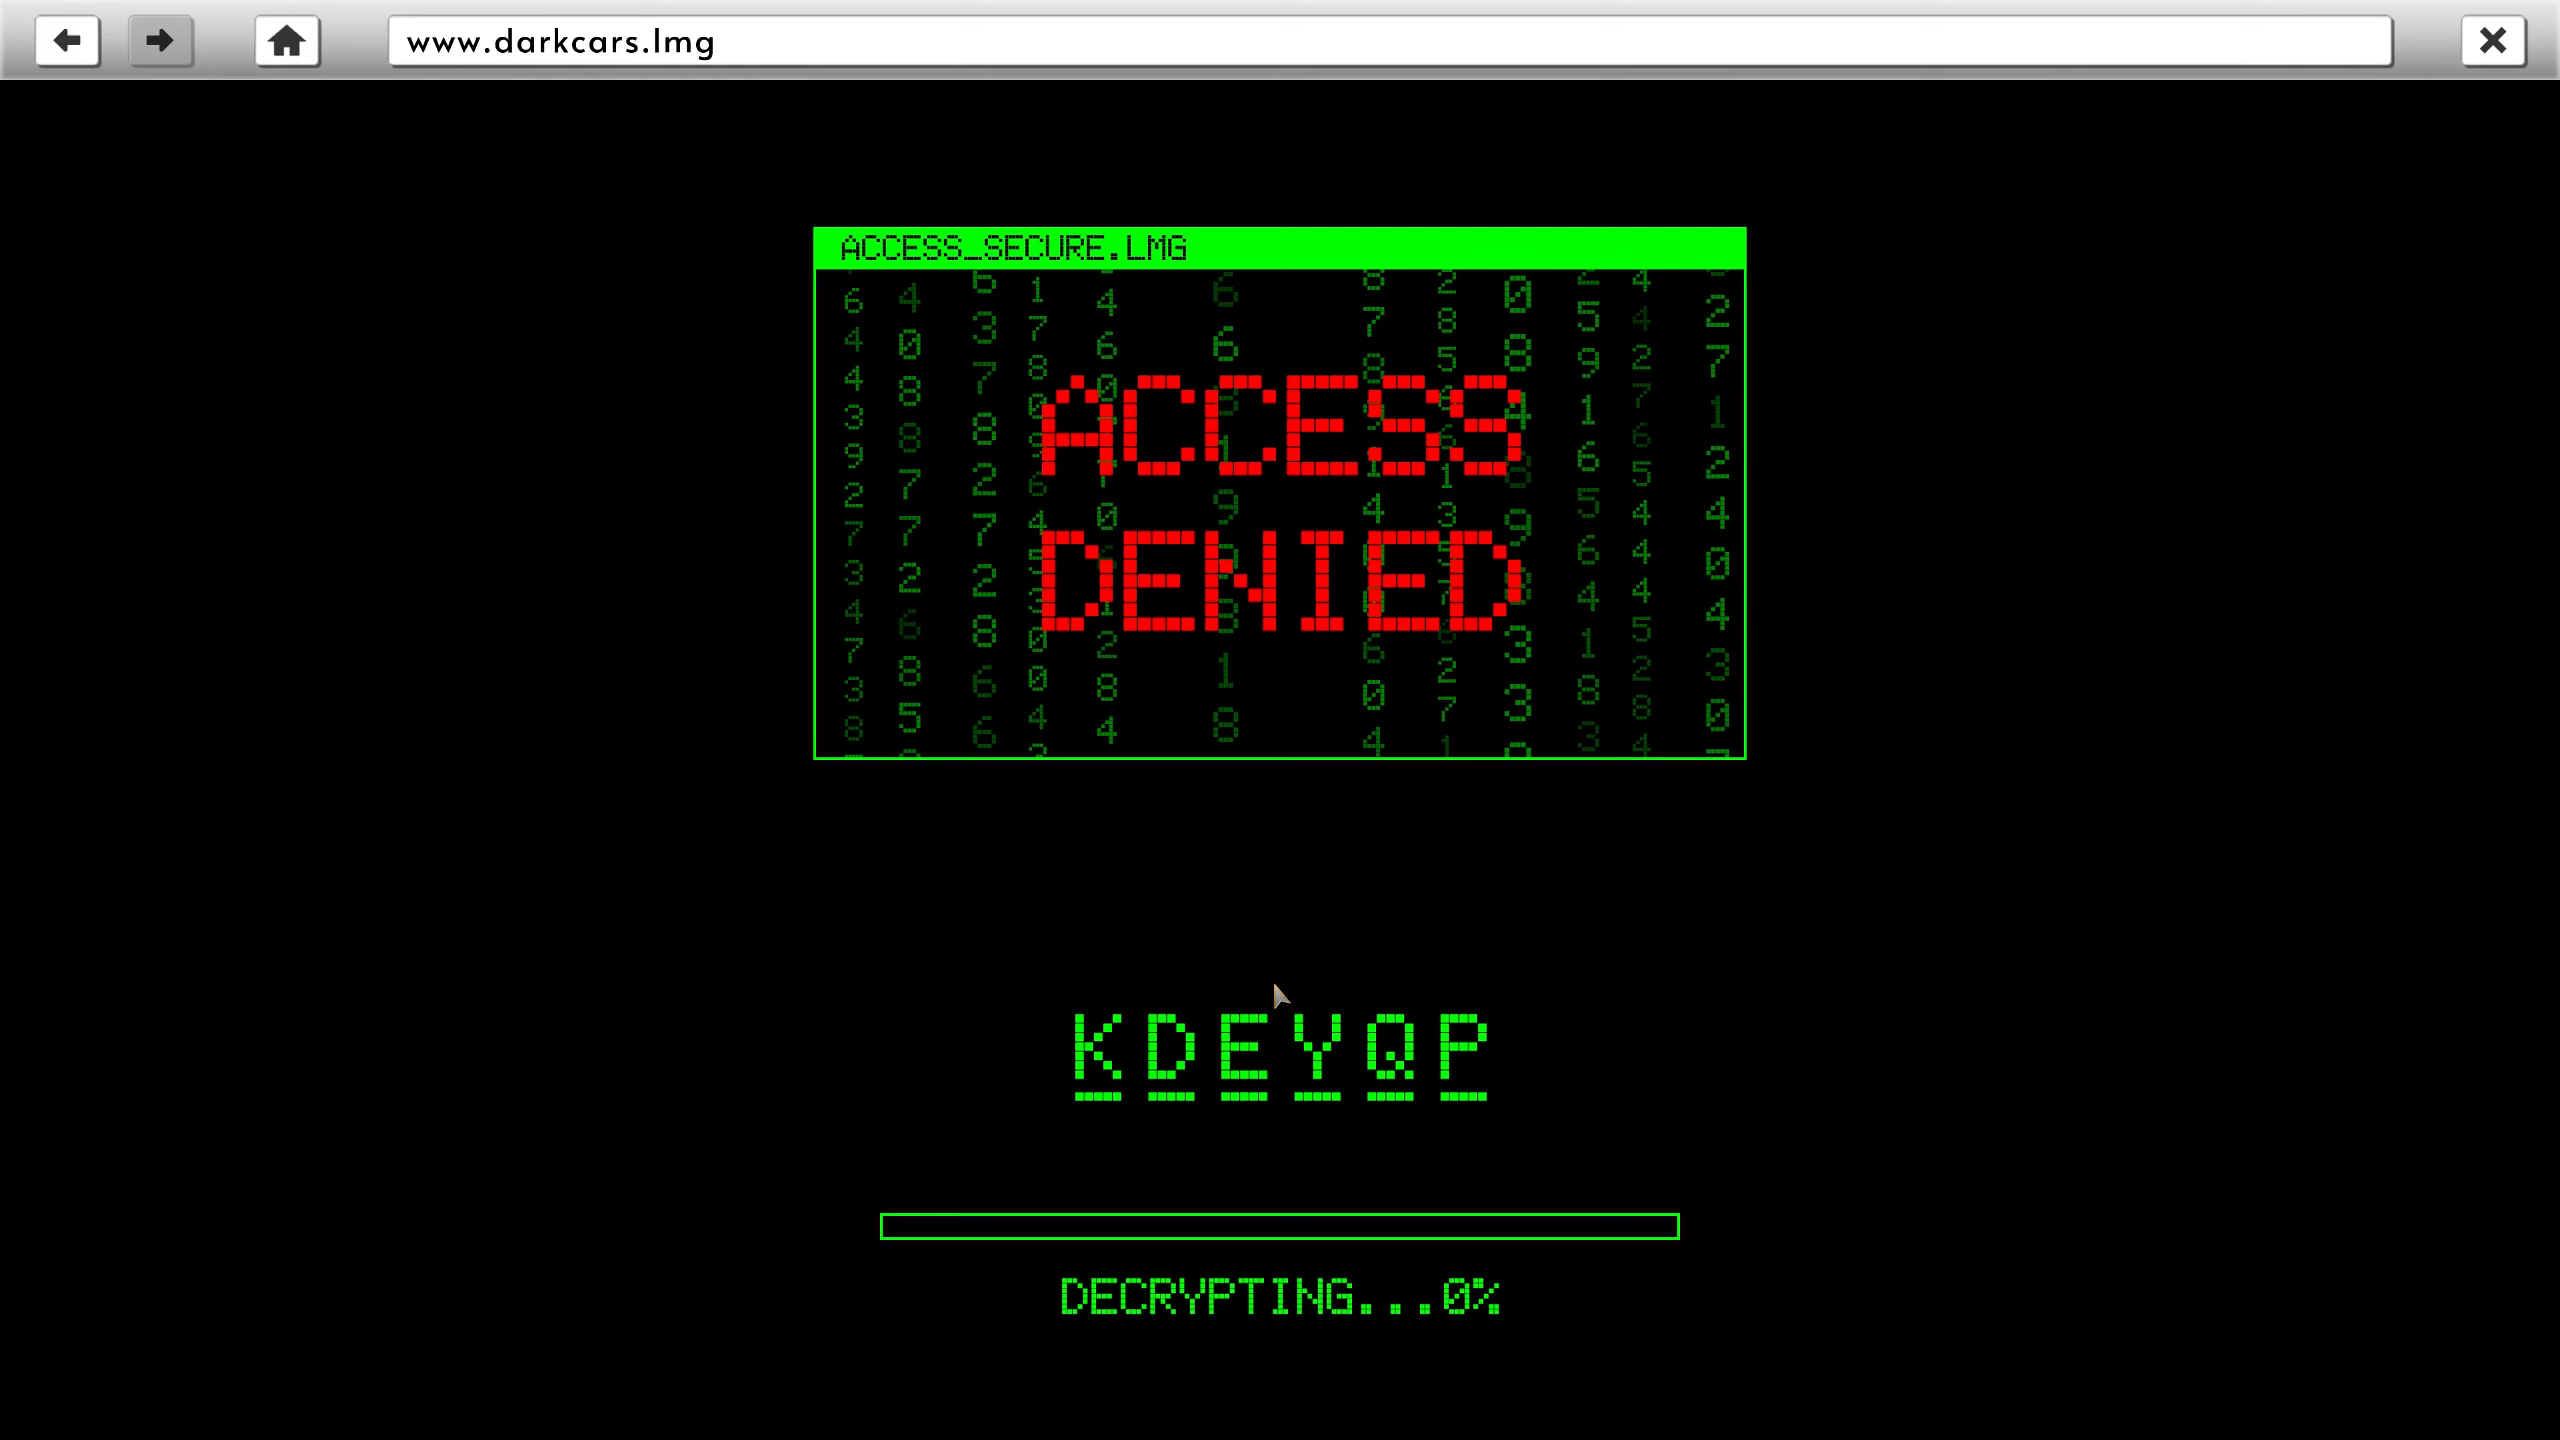 www.darkcars.lmg
ACCESS_SECURE.LMG
ACCESS
DENIED
KDEYQP
DECRYPTING...0%